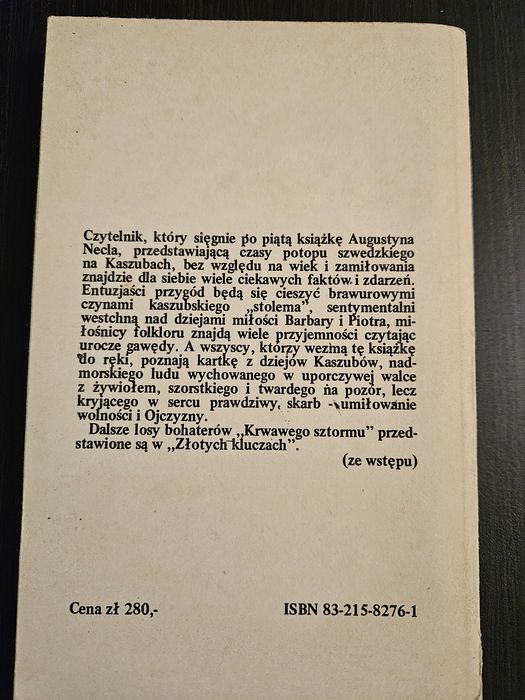 Czytelnik, który sięgnie po piątą książkę Augustyna
Necla, przedstawiającą czasy potopu szwedzkiego
na Kaszubach, bez względu na wiek i zamiłowania
znajdzie dla siebie wiele ciekawych faktów i zdarzeń.
Entuzjaści przygód będą się cieszyć brawurowymi
czynami kaszubskiego „stolema”, sentymentalni
westchną nad dziejami miłości Barbary i Piotra, mi-
łośnicy folkloru znajdą wiele przyjemności czytając
urocze gawędy. A wszyscy, którzy wezmą tę książkę
do ręki, poznają kartkę z dziejów Kaszubów, nad-
morskiego ludu wychowanego w uporczywej walce
z żywiołem, szorstkiego i twardego na pozór, lecz
kryjącego w sercu prawdziwy skarb - umiłowanie
wolności i Ojczyzny.
Dalsze losy bohaterów „Krwawego sztormu” przed-
stawione są w „Złotych kluczach”.
(ze wstępu)
Cena zł 280,-
ISBN 83-215-8276-1